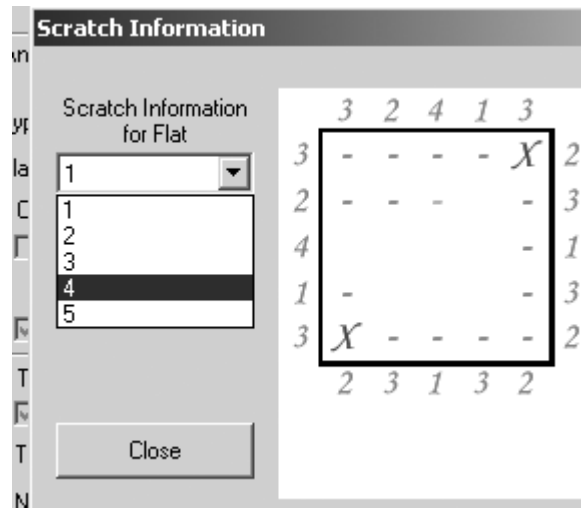 Scratch Information
Scratch Information
for Flat
1
1
2
3
4
5
Close
3 2 4 1 3
3 - - - - X 2
2 - - - - 3
4 - 1
1 - - 3
3 X - - - - 2
2 3 1 3 2